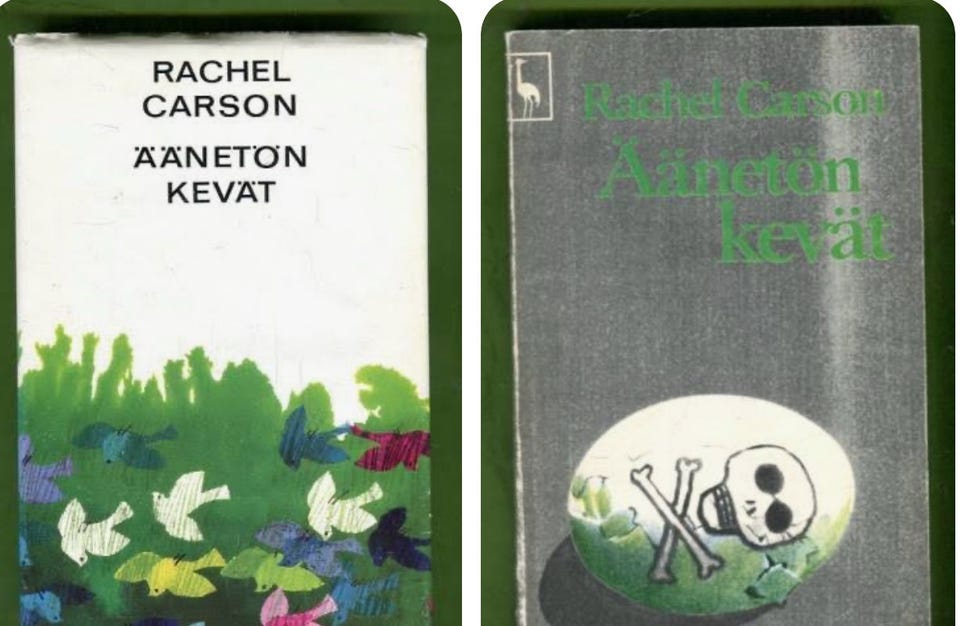 RACHEL
CARSON
ÄÄNETÖN
KEVÄT
Rachel Carson
Äänetön
kevät